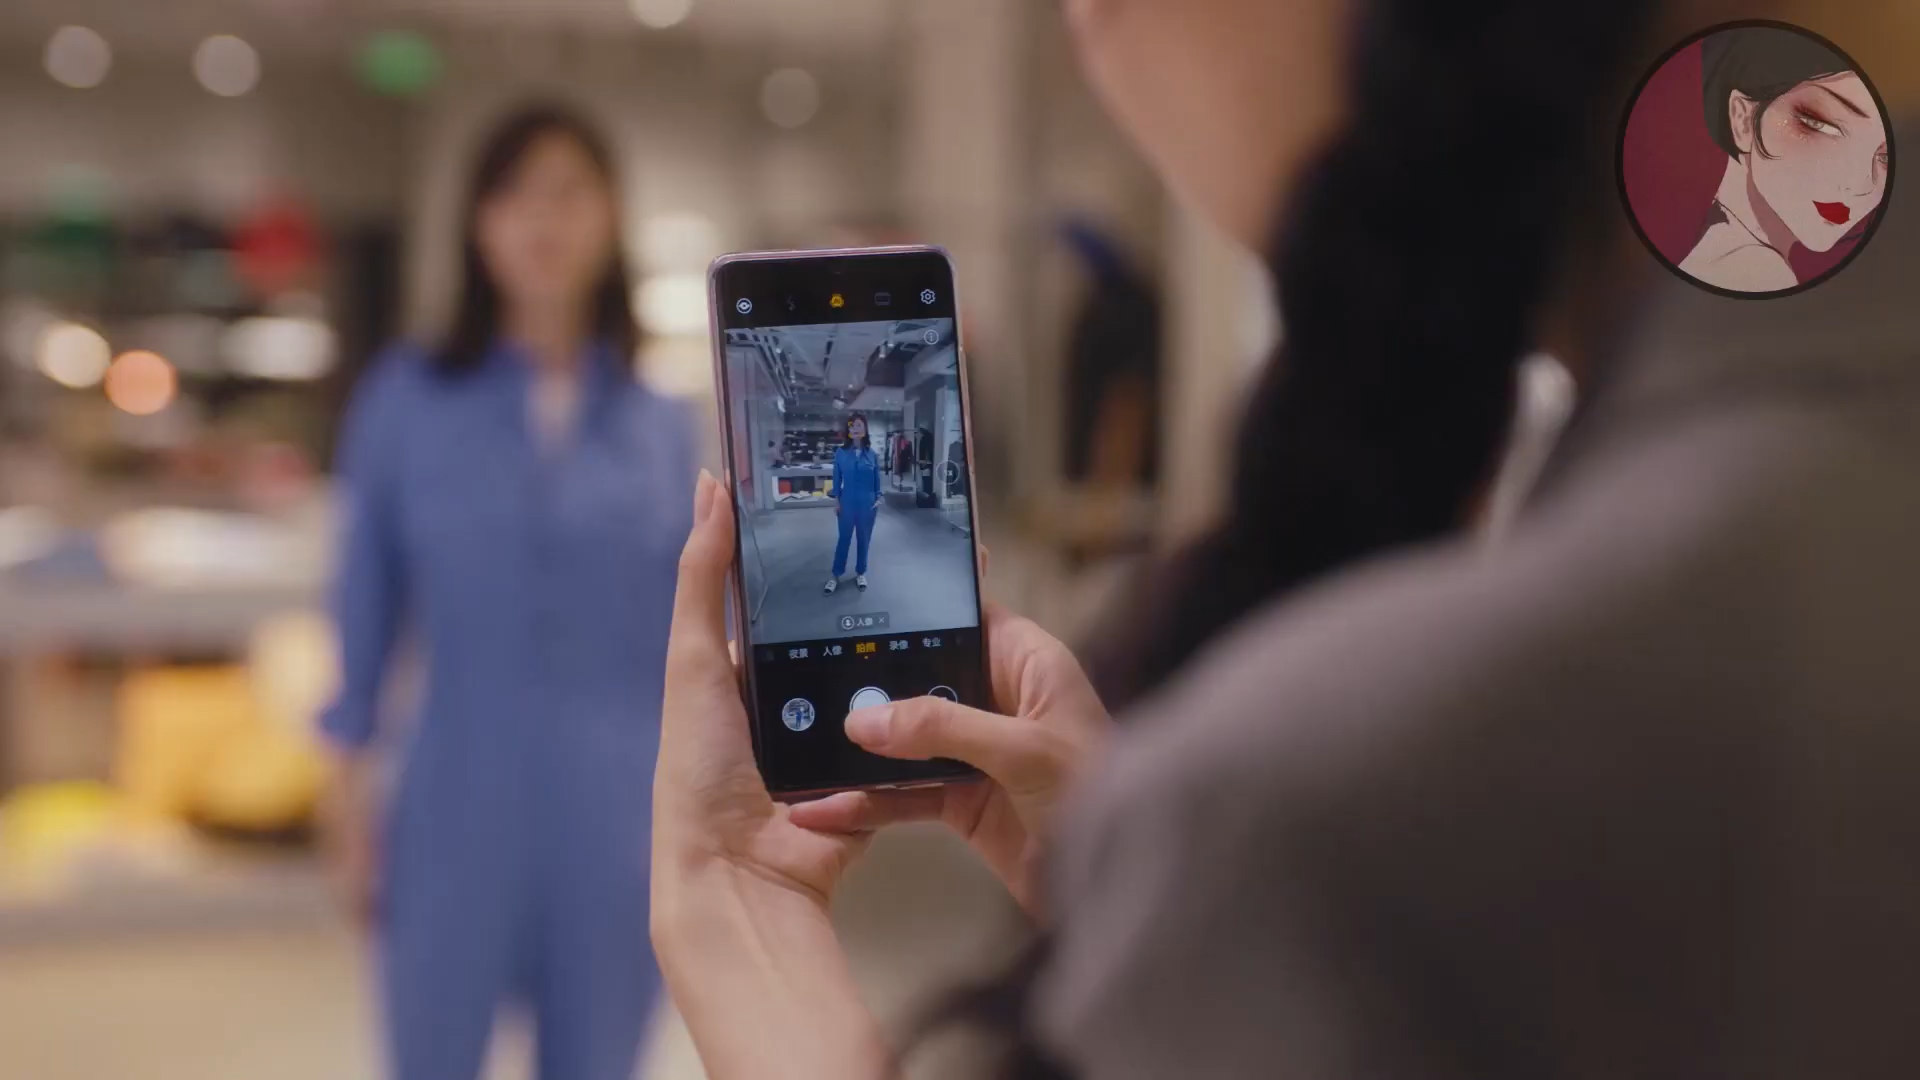 人像 ×
夜景 人像 拍照 录像 专业